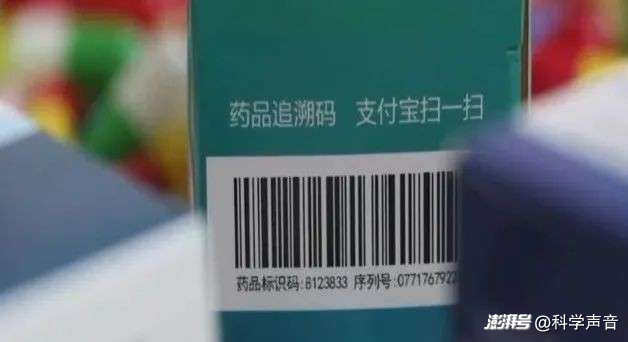 药品追溯码 支付宝扫一扫
药品标识码:8123833 序列号:077176792
澎湃号@科学声音